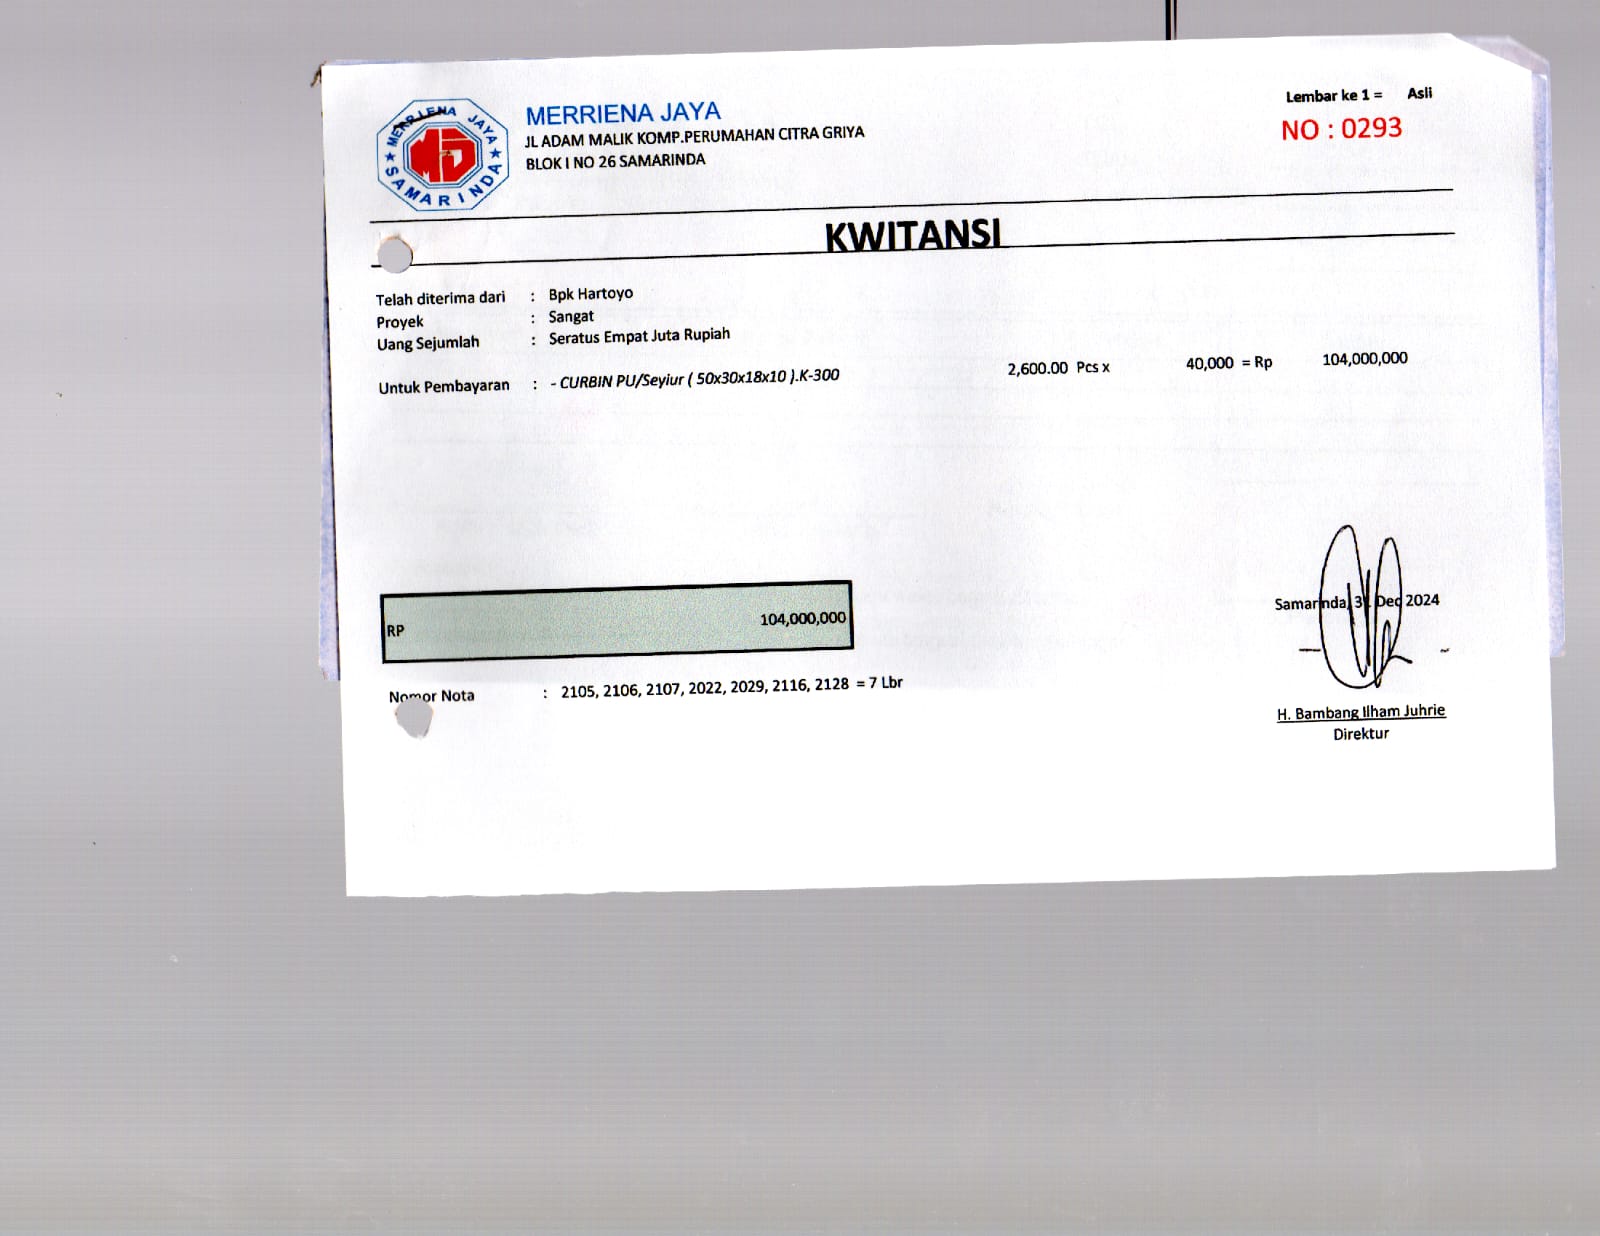 MERRIENA JAYA
SAMARINDA
MERRIENA JAYA
JL ADAM MALIK KOMP.PERUMAHAN CITRA GRIYA
BLOK I NO 26 SAMARINDA
Lembar ke 1 = Asli
NO : 0293
KWITANSI
Telah diterima dari : Bpk Hartoyo
Proyek : Sangat
Uang Sejumlah : Seratus Empat Juta Rupiah
Untuk Pembayaran : - CURBIN PU/Seyiur ( 50x30x18x10 ).K-300 2,600.00 Pcs x 40,000 = Rp 104,000,000
RP 104,000,000
Samarinda, Dec 2024
Nomor Nota : 2105, 2106, 2107, 2022, 2029, 2116, 2128 = 7 Lbr
H. Bambang Ilham Juhrie
Direktur